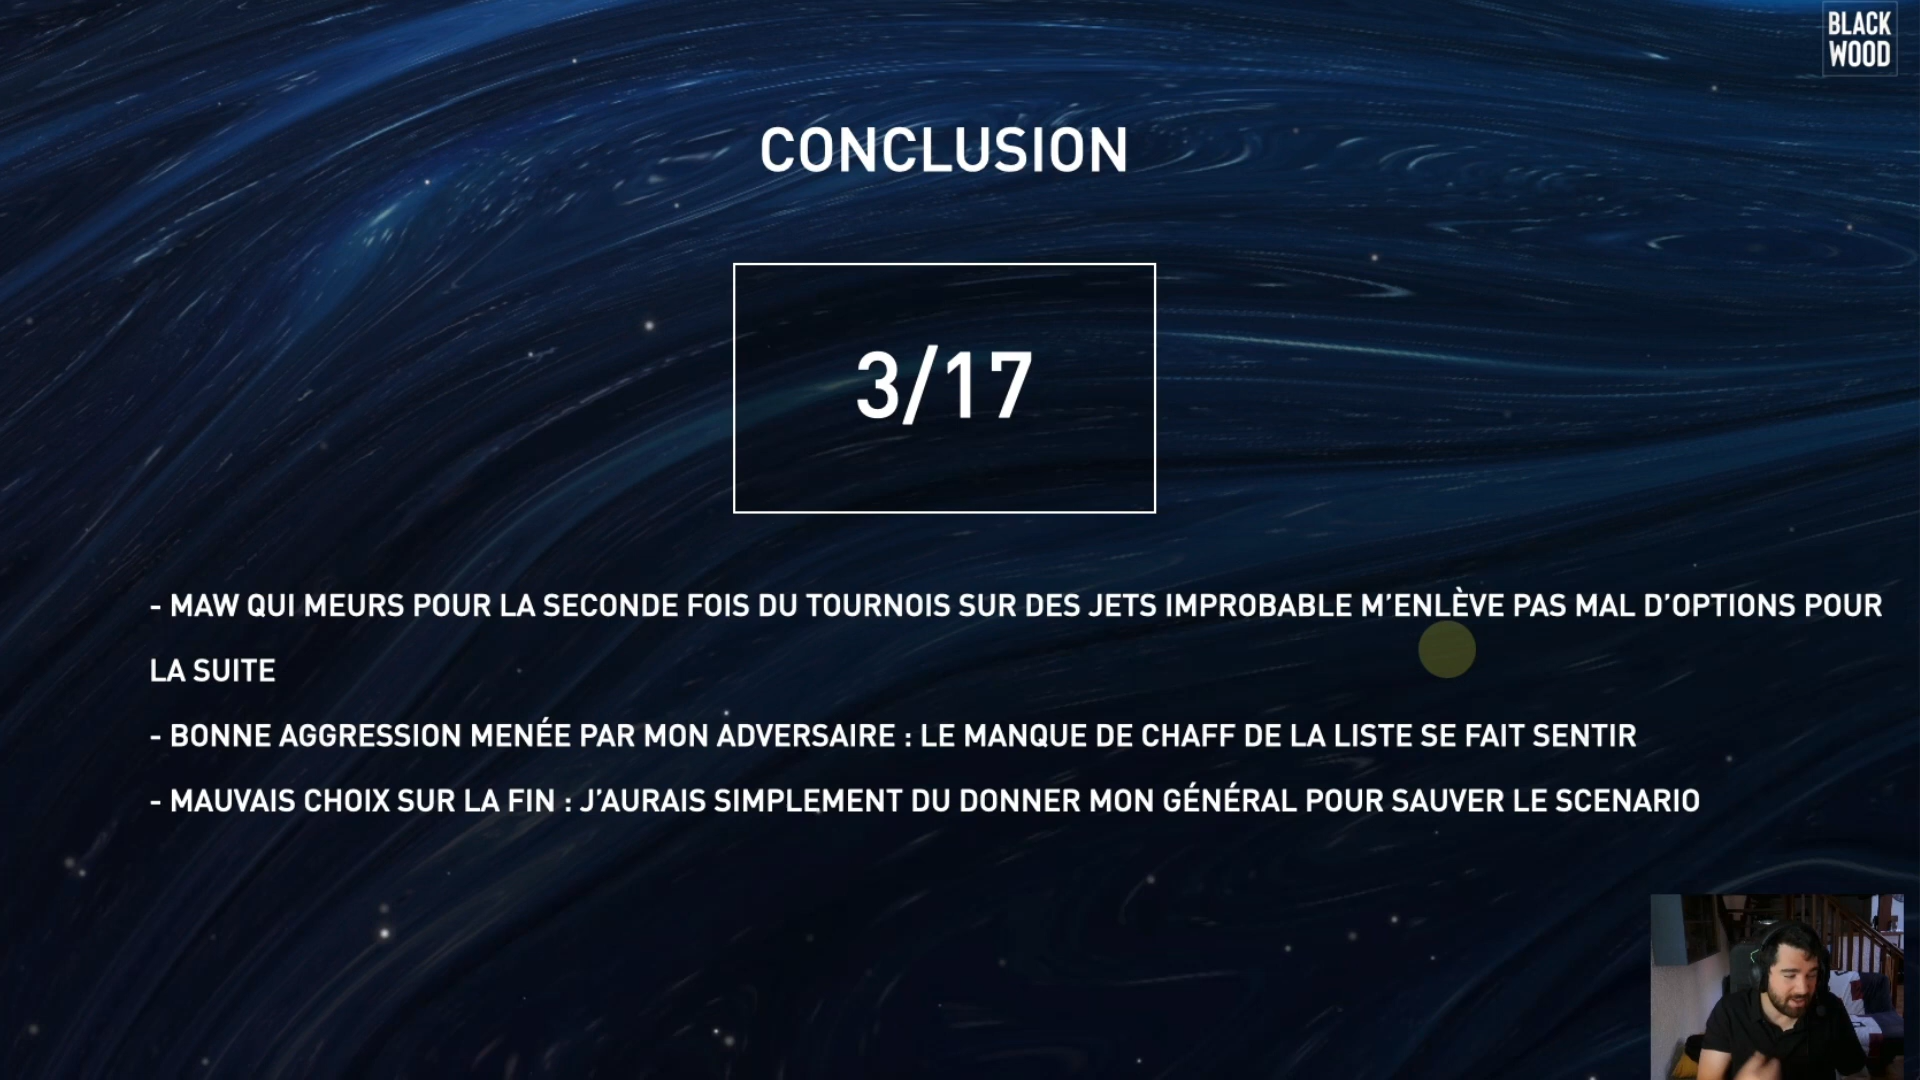 BLACK
WOOD
CONCLUSION
3/17
- MAW QUI MEURS POUR LA SECONDE FOIS DU TOURNOIS SUR DES JETS IMPROBABLE M'ENLÈVE PAS MAL D'OPTIONS POUR
LA SUITE
- BONNE AGGRESSION MENÉE PAR MON ADVERSAIRE : LE MANQUE DE CHAFF DE LA LISTE SE FAIT SENTIR
- MAUVAIS CHOIX SUR LA FIN : J'AURAIS SIMPLEMENT DU DONNER MON GÉNÉRAL POUR SAUVER LE SCENARIO